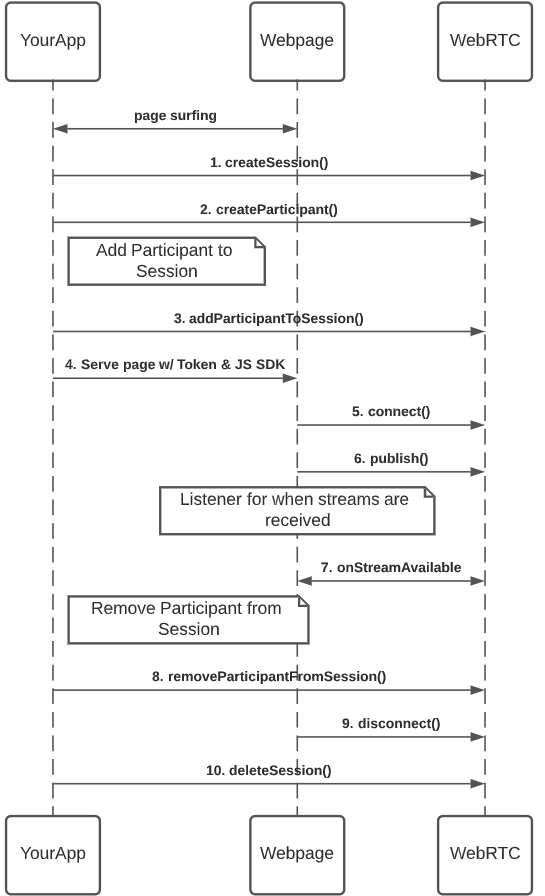 YourApp
Webpage
WebRTC
page surfing
1. createSession()
2. createParticipant()
Add Participant to
Session
3. addParticipantToSession()
4. Serve page w/ Token & JS SDK
5. connect()
6. publish()
Listener for when streams are
received
7. onStreamAvailable
Remove Participant from
Session
8. removeParticipantFromSession()
9. disconnect()
10. deleteSession()
YourApp
Webpage
WebRTC